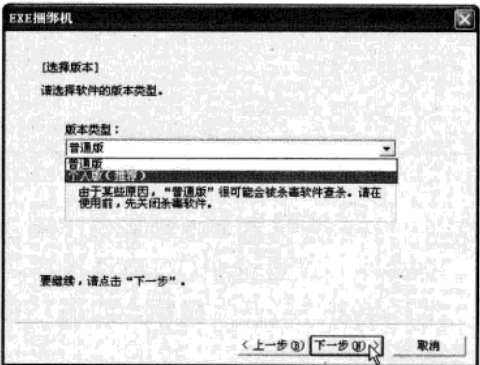 EXE捆绑机
[选择版本]
请选择软件的版本类型。
版本类型：
普通版
普通版
个人版（推荐）
由于某些原因，“普通版”很可能会被杀毒软件查杀。请在
使用前，先关闭杀毒软件。
要继续，请点击“下一步”。
<上一步(B) 下一步(N)> 取消